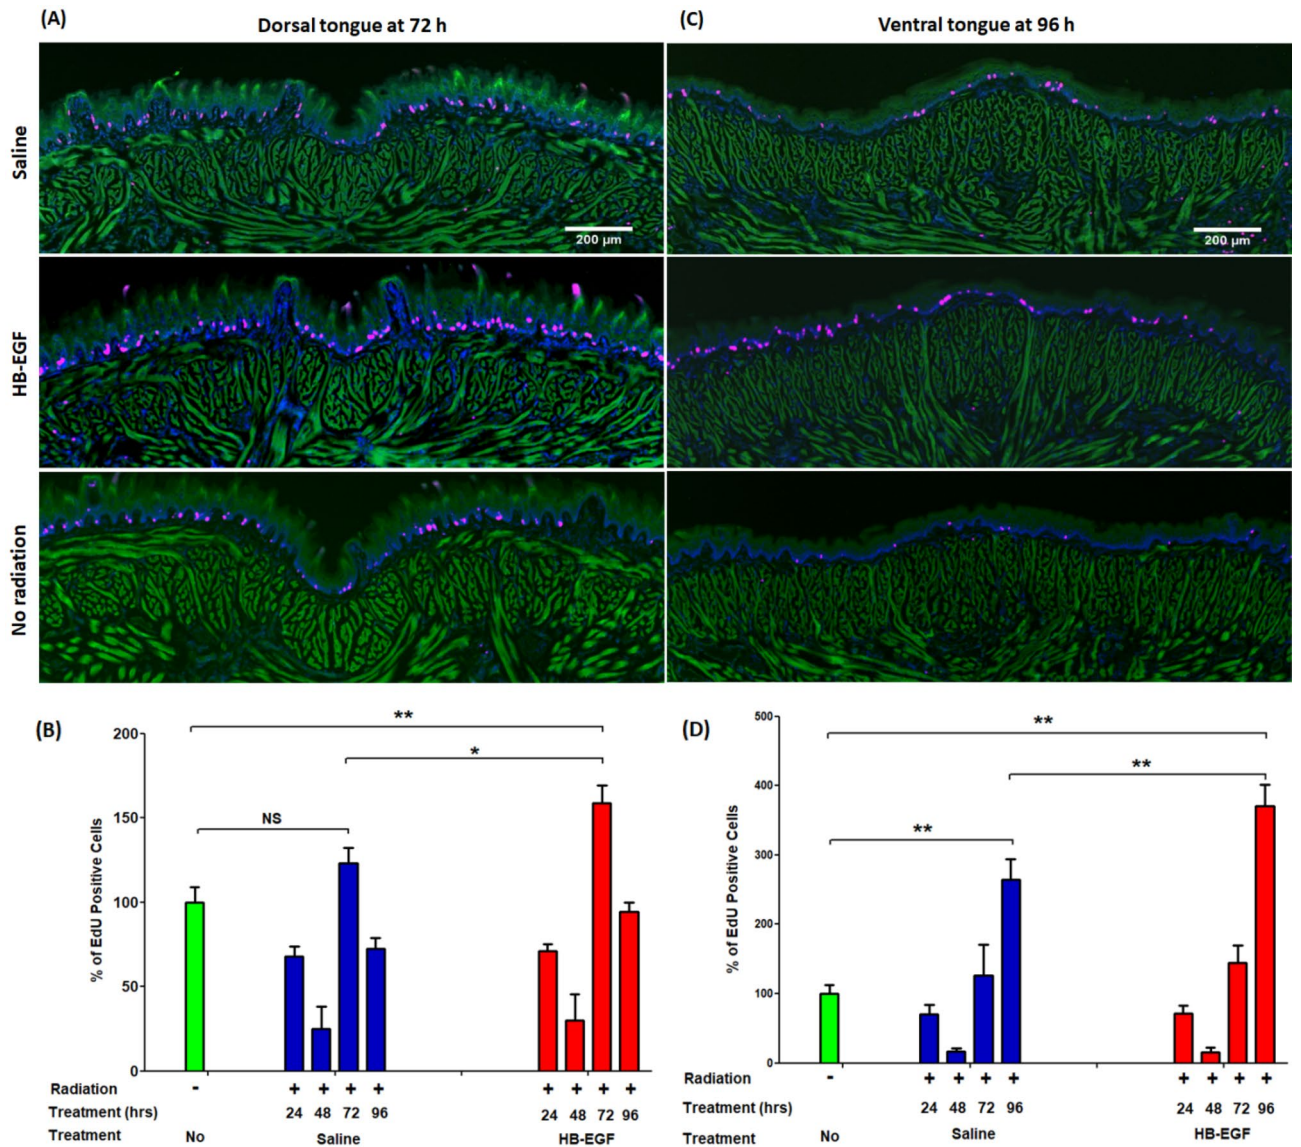 (A)
Dorsal tongue at 72 h
(C)
Ventral tongue at 96 h
Saline
200 µm
200 µm
HB-EGF
No radiation
(B)
% of EdU Positive Cells
200
150
100
50
0
**
*
NS
Radiation - + + + + + + + +
Treatment (hrs) 24 48 72 96 24 48 72 96
Treatment No Saline HB-EGF
(D)
% of EdU Positive Cells
500
400
300
200
100
0
**
**
**
Radiation - + + + + + + + +
Treatment (hrs) 24 48 72 96 24 48 72 96
Treatment No Saline HB-EGF